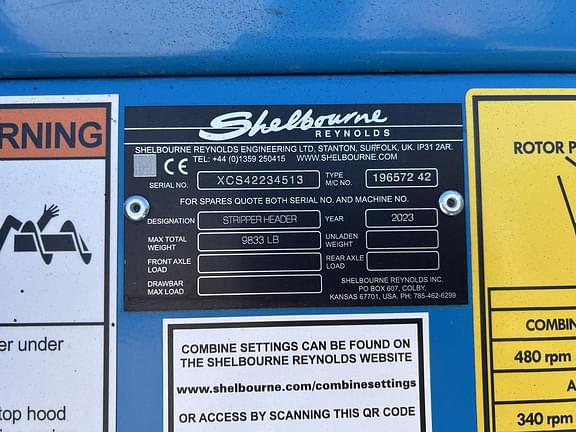 RNING
er under
top hood
Shelbourne
REYNOLDS
SHELBOURNE REYNOLDS ENGINEERING LTD, STANTON, SUFFOLK, UK. IP31 2AR.
TEL: +44 (0)1359 250415 WWW.SHELBOURNE.COM
CE
SERIAL NO. XCS42234513 TYPE M/C NO. 196572 42
FOR SPARES QUOTE BOTH SERIAL NO. AND MACHINE NO.
DESIGNATION STRIPPER HEADER YEAR 2023
MAX TOTAL WEIGHT 9833 LB UNLADEN WEIGHT
FRONT AXLE LOAD REAR AXLE LOAD
DRAWBAR MAX LOAD
SHELBOURNE REYNOLDS INC.
PO BOX 607, COLBY,
KANSAS 67701, USA. PH: 785-462-6299
COMBINE SETTINGS CAN BE FOUND ON
THE SHELBOURNE REYNOLDS WEBSITE
www.shelbourne.com/combinesettings
OR ACCESS BY SCANNING THIS QR CODE
ROTOR P
COMBIN
480 rpm
A
340 rpm